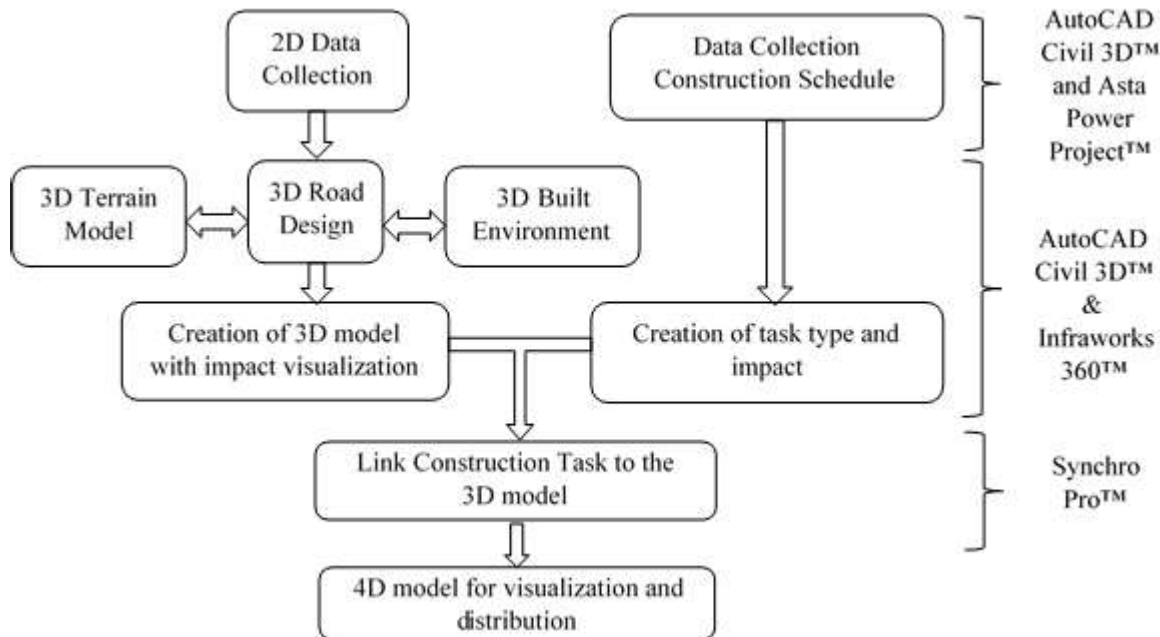 2D Data
Collection
Data Collection
Construction Schedule
AutoCAD
Civil 3D™
and Asta
Power
Project™
3D Terrain
Model
3D Road
Design
3D Built
Environment
AutoCAD
Civil 3D™
&
Infraworks
360™
Creation of 3D model
with impact visualization
Creation of task type and
impact
Link Construction Task to the
3D model
Synchro
Pro™
4D model for visualization and
distribution